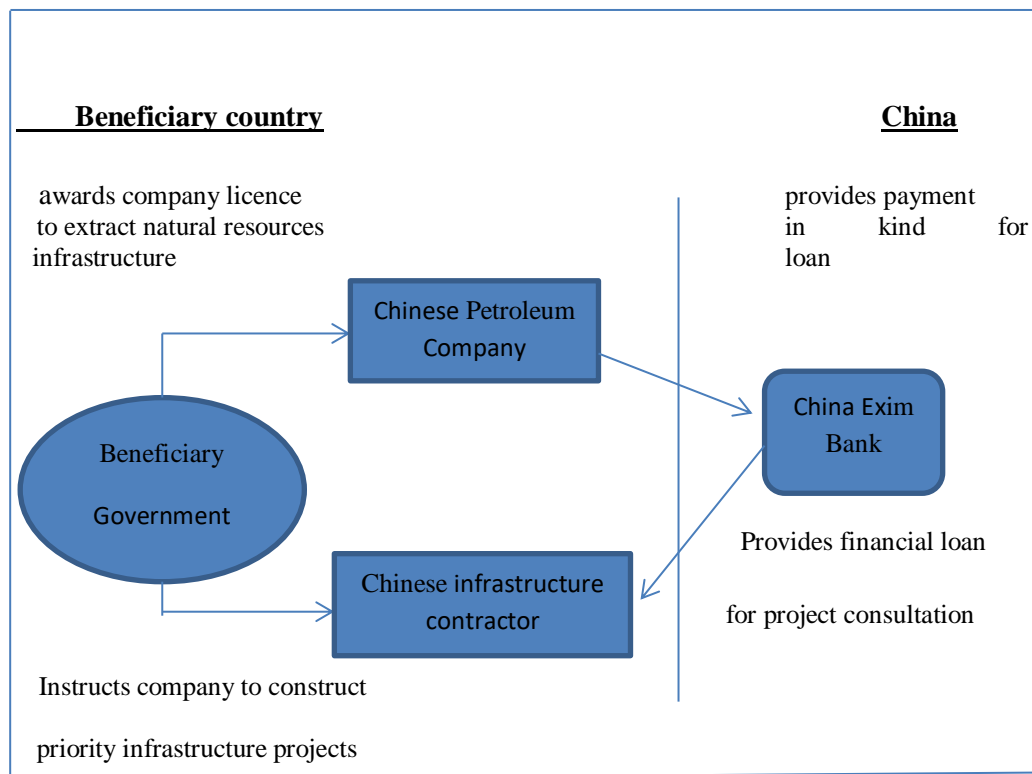 Beneficiary country
China
awards company licence
to extract natural resources
infrastructure
provides payment
in kind for
loan
Chinese Petroleum
Company
China Exim
Bank
Beneficiary
Government
Provides financial loan
for project consultation
Chinese infrastructure
contractor
Instructs company to construct
priority infrastructure projects